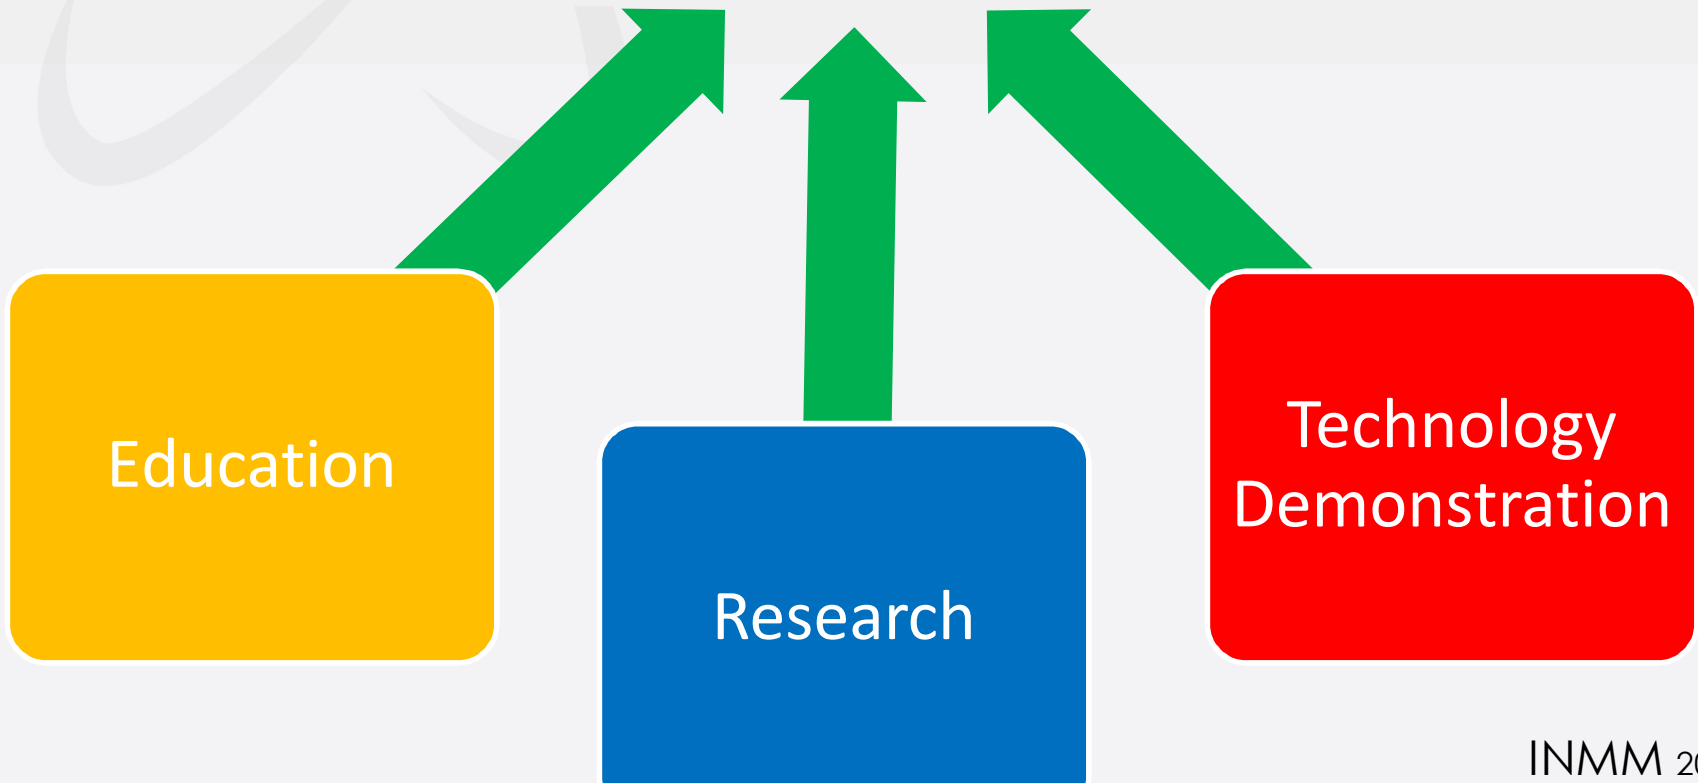 Education
Technology
Demonstration
Research
INMM